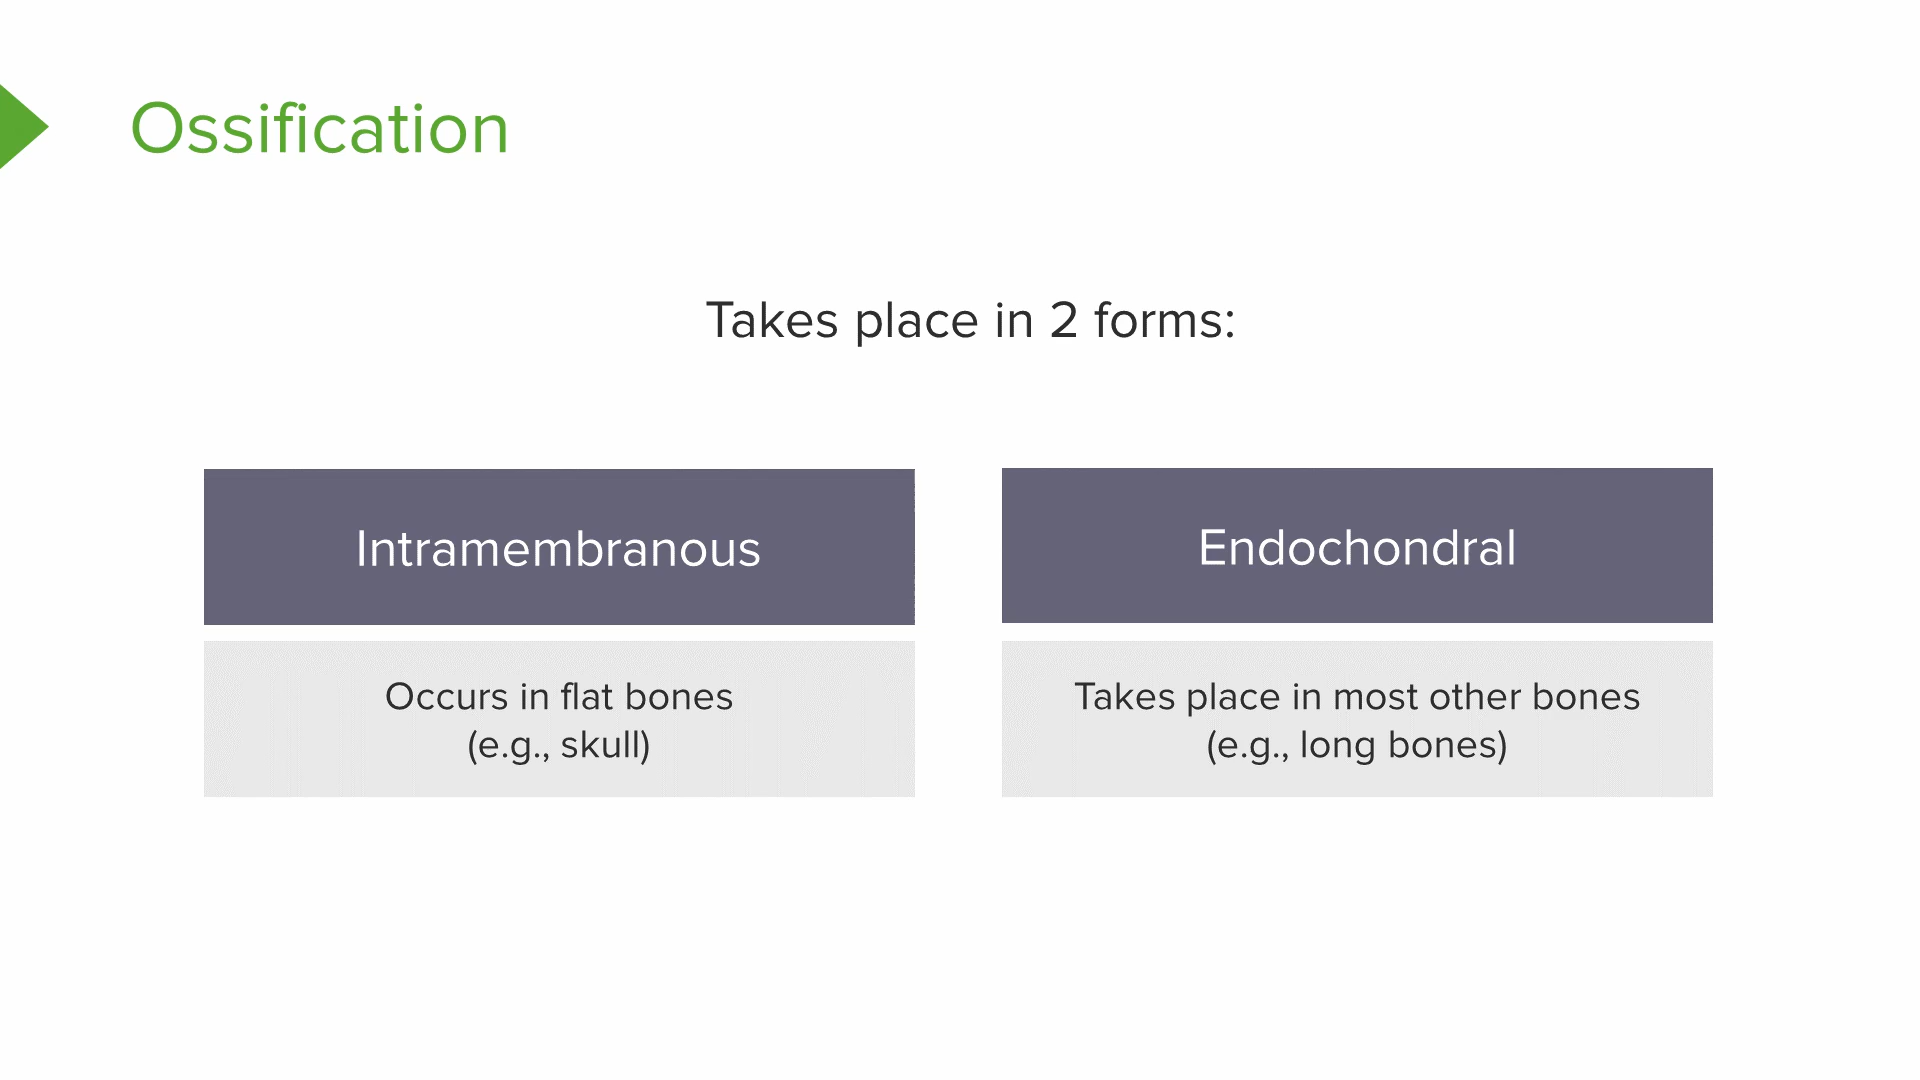 Ossification
Takes place in 2 forms:
Intramembranous
Occurs in flat bones
(e.g., skull)
Endochondral
Takes place in most other bones
(e.g., long bones)